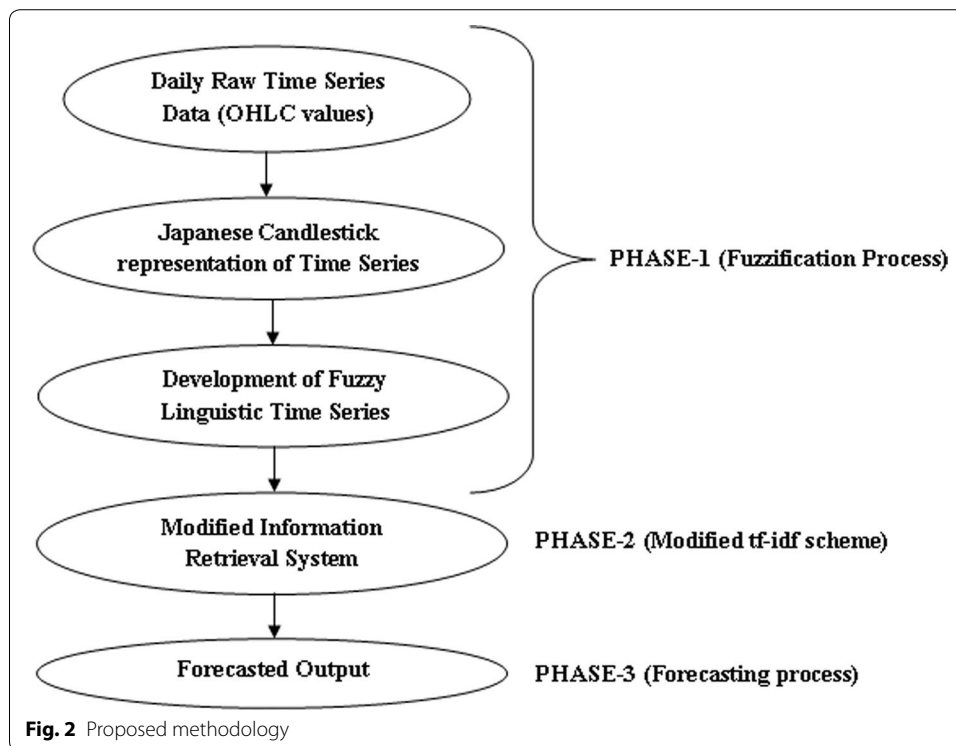 Daily Raw Time Series
Data (OHLC values)
Japanese Candlestick
representation of Time Series
PHASE-1 (Fuzzification Process)
Development of Fuzzy
Linguistic Time Series
Modified Information
Retrieval System
PHASE-2 (Modified tf-idf scheme)
Forecasted Output
PHASE-3 (Forecasting process)
Fig. 2 Proposed methodology